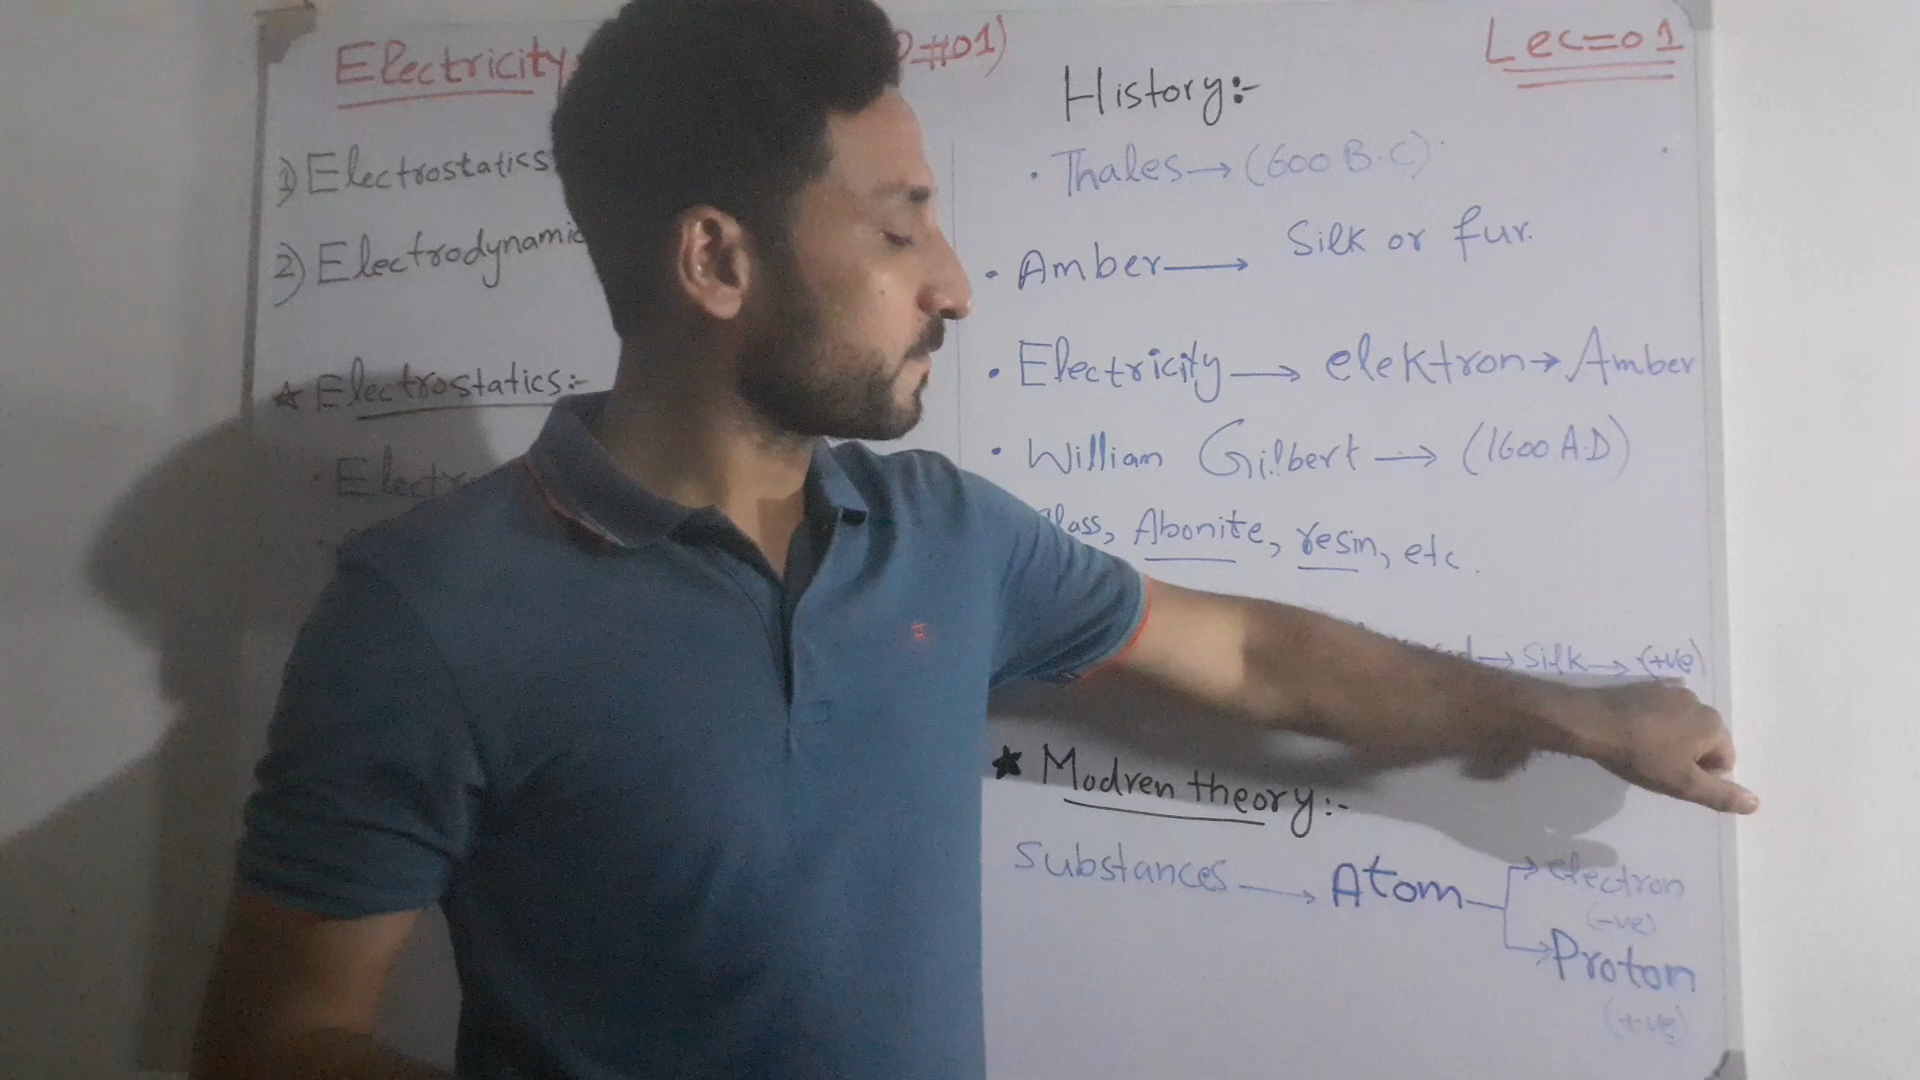 Electricity
#01)
Lec=01
1) Electrostatics
2) Electrodynamic
★ Electrostatics:-
History:-
• Thales → (600 B.C)
• Amber → Silk or fur.
• Electricity → elektron → Amber
• William Gilbert → (1600 A.D)
Abonite, resin, etc.
→ Silk → (+ve)
★ Modren theory:-
Substances → Atom → electron
(-ve)
→ Proton
(+ve)